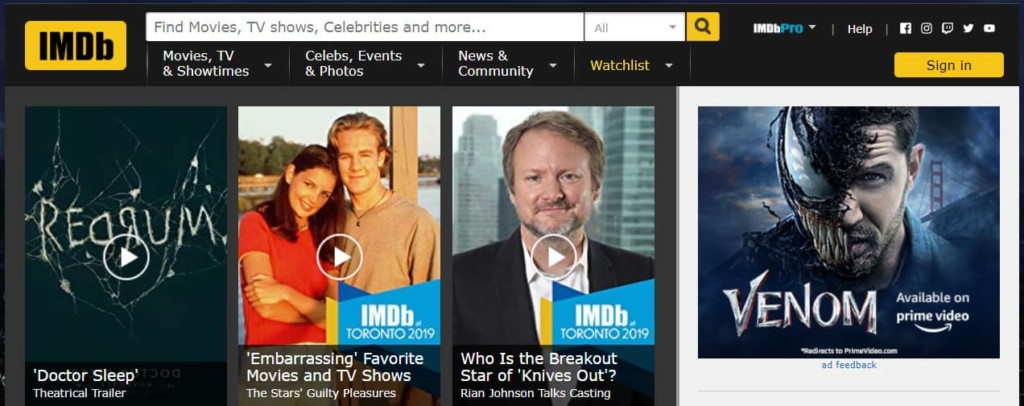 IMDb
Find Movies, TV shows, Celebrities and more...
All
IMDbPro
Help
Movies, TV
& Showtimes
Celebs, Events
& Photos
News &
Community
Watchlist
Sign in
REDЯUM
'Doctor Sleep'
Theatrical Trailer
IMDb at
TORONTO 2019
'Embarrassing' Favorite
Movies and TV Shows
The Stars' Guilty Pleasures
IMDb at
TORONTO 2019
Who Is the Breakout
Star of 'Knives Out'?
Rian Johnson Talks Casting
VENOM
Available on
prime video
*Redirects to PrimeVideo.com
ad feedback